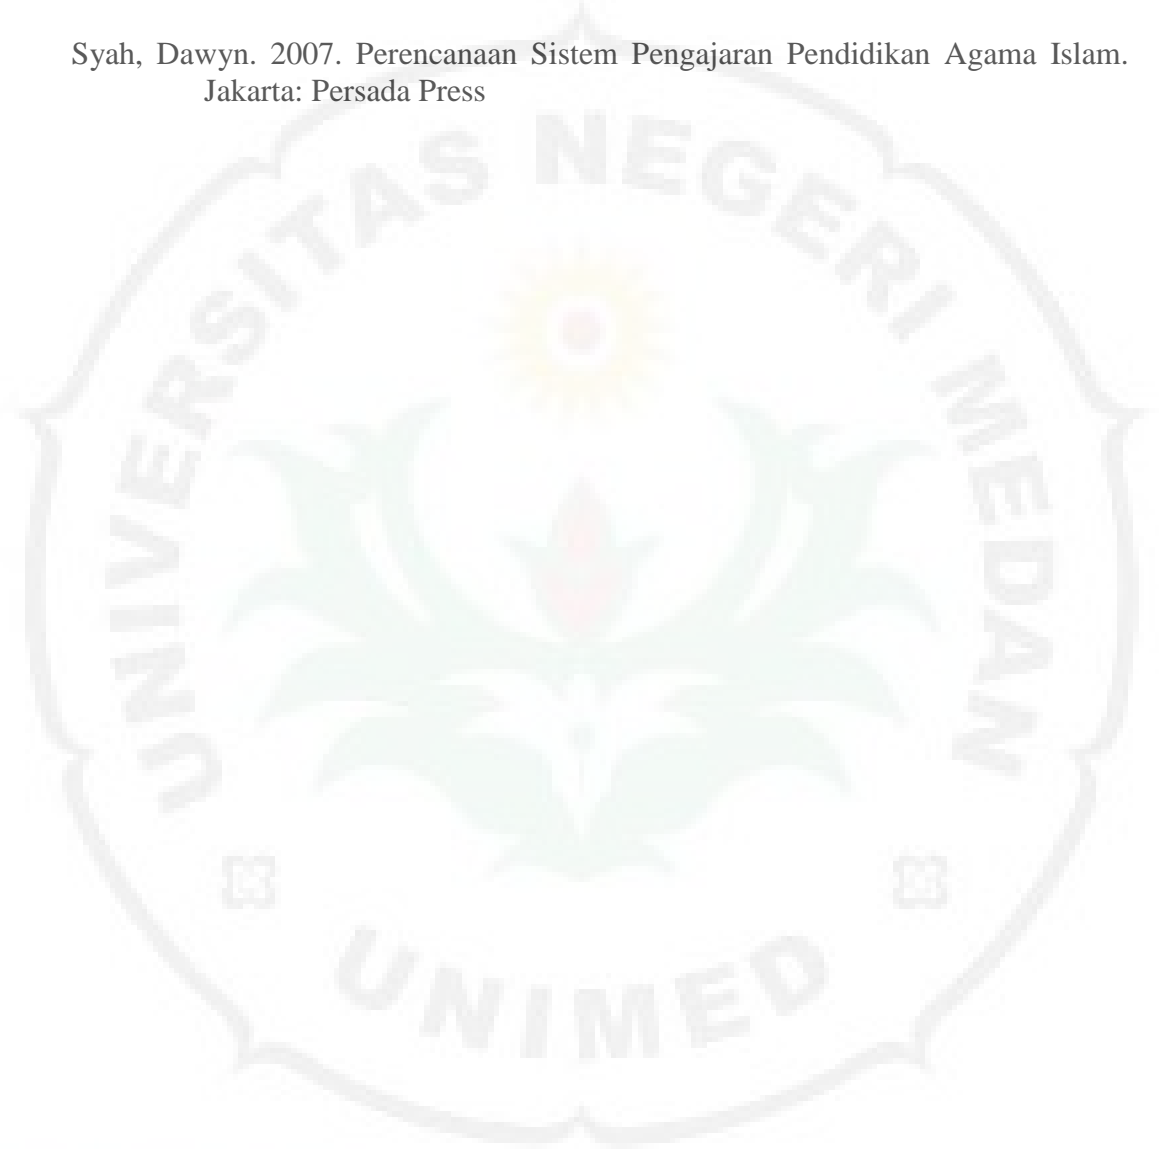 Syah, Dawyn. 2007. Perencanaan Sistem Pengajaran Pendidikan Agama Islam.
Jakarta: Persada Press
UNIVERSITAS NEGERI MEDAN
UNIMED